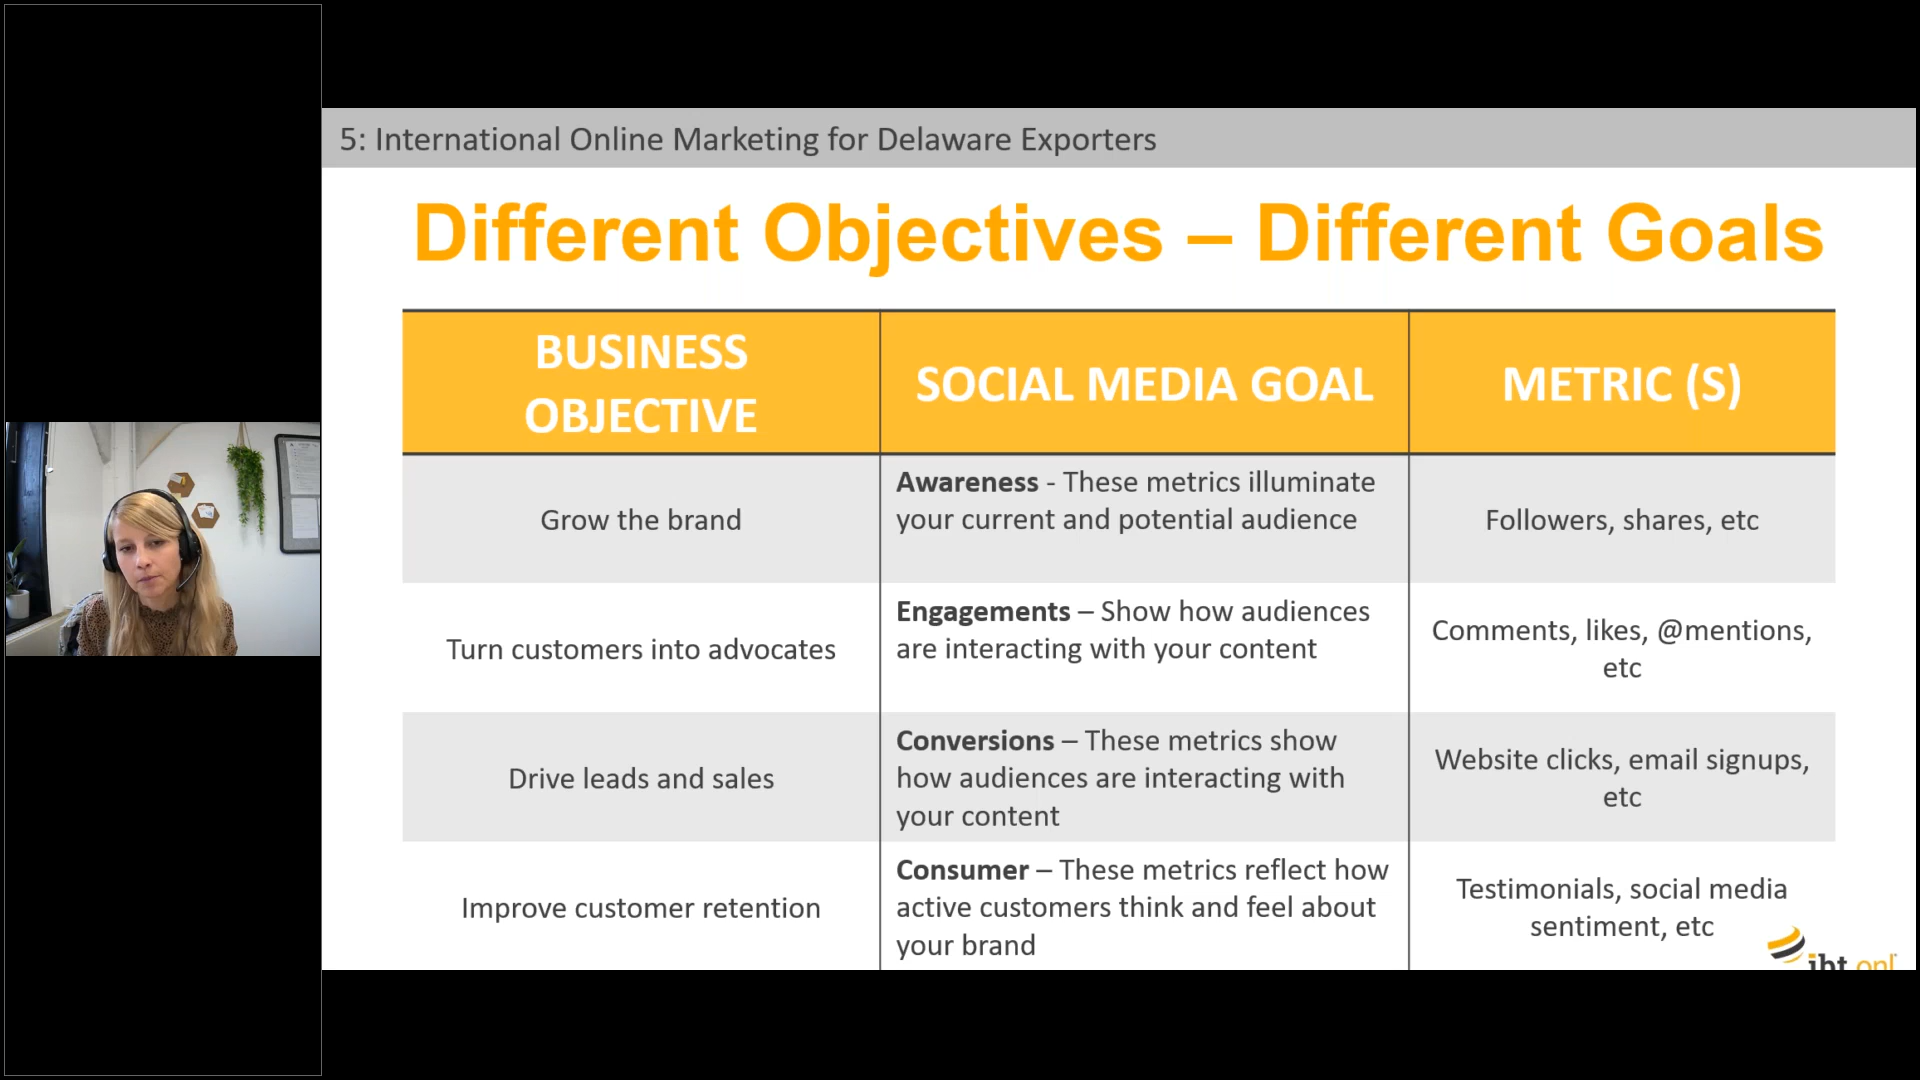 5: International Online Marketing for Delaware Exporters
Different Objectives – Different Goals
BUSINESS
OBJECTIVE
SOCIAL MEDIA GOAL
METRIC (S)
Grow the brand
Awareness - These metrics illuminate
your current and potential audience
Followers, shares, etc
Turn customers into advocates
Engagements – Show how audiences
are interacting with your content
Comments, likes, @mentions,
etc
Drive leads and sales
Conversions – These metrics show
how audiences are interacting with
your content
Website clicks, email signups,
etc
Improve customer retention
Consumer – These metrics reflect how
active customers think and feel about
your brand
Testimonials, social media
sentiment, etc
ibt onl